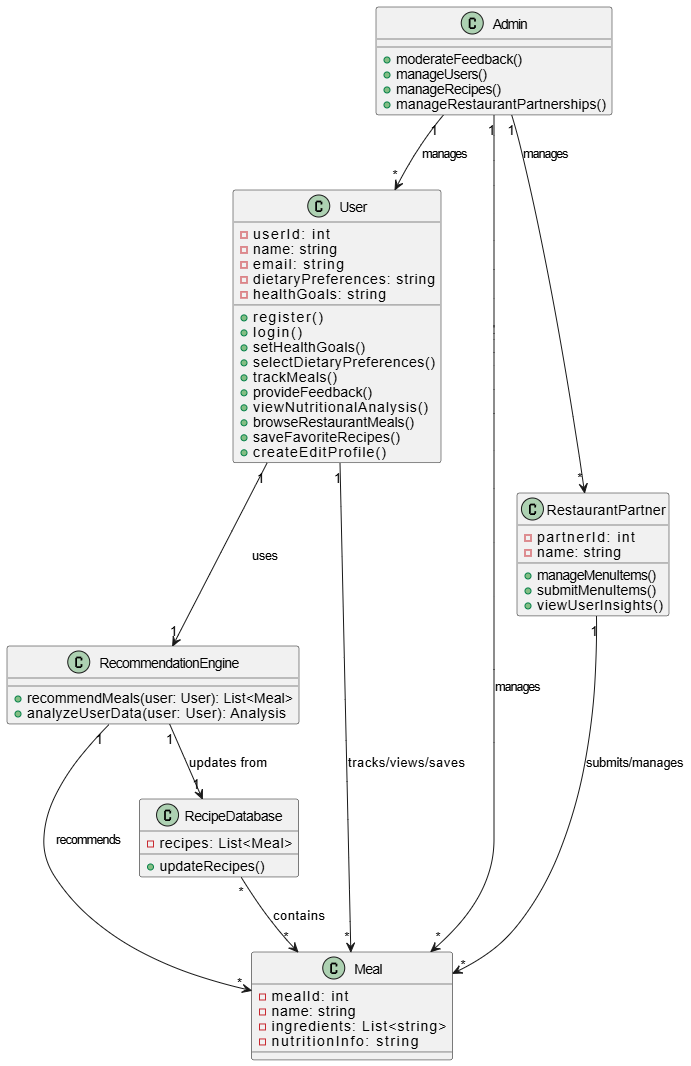 C Admin
moderateFeedback()
manageUsers()
manageRecipes()
manageRestaurantPartnerships()
1 1 1
manages manages
*
C User
userId: int
name: string
email: string
dietaryPreferences: string
healthGoals: string
register()
login()
setHealthGoals()
selectDietaryPreferences()
trackMeals()
provideFeedback()
viewNutritionalAnalysis()
browseRestaurantMeals()
saveFavoriteRecipes()
createEditProfile()
1 1 *
C RestaurantPartner
partnerId: int
name: string
manageMenuItems()
submitMenuItems()
viewUserInsights()
uses
1 1
C RecommendationEngine
recommendMeals(user: User): List<Meal>
analyzeUserData(user: User): Analysis
manages
1 1
updates from tracks/views/saves submits/manages
1
C RecipeDatabase
recipes: List<Meal>
updateRecipes()
recommends
*
contains
* * *
C Meal
* *
mealId: int
name: string
ingredients: List<string>
nutritionInfo: string